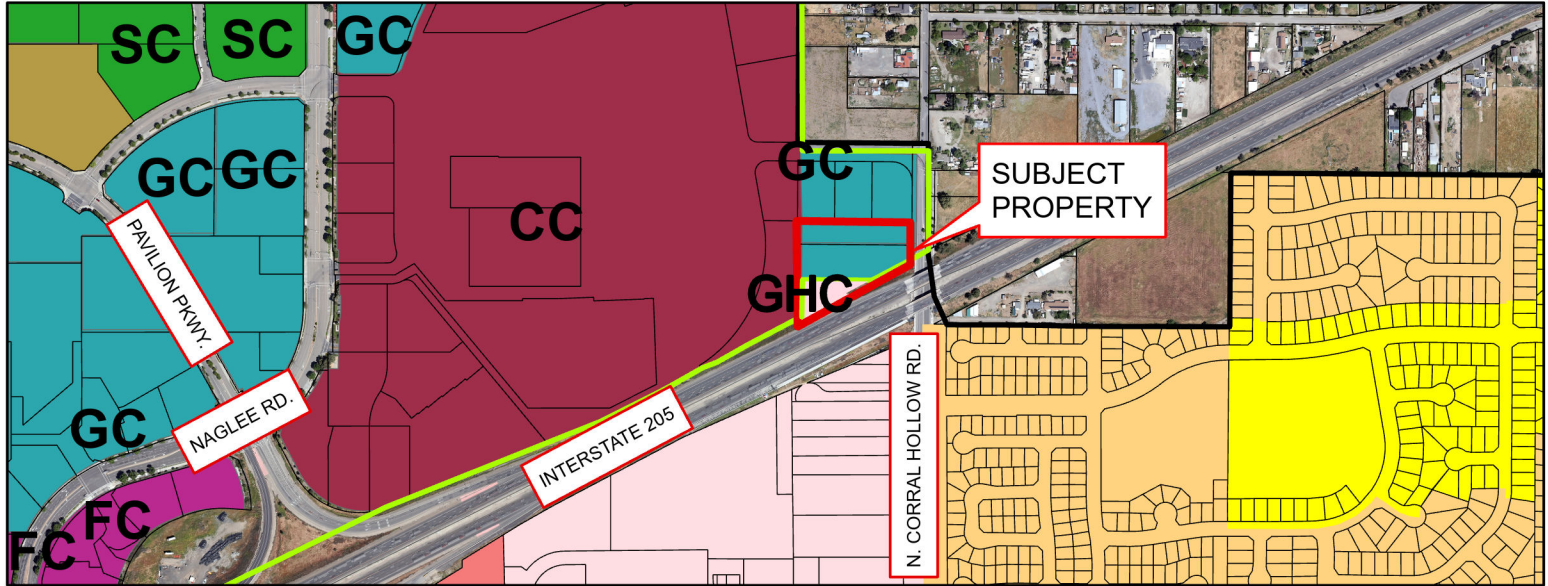 SC
SC
GC
GC
GC
GC
SUBJECT
PROPERTY
CC
PAVILION PKWY.
GHC
N. CORRAL HOLLOW RD.
NAGLEE RD.
GC
INTERSTATE 205
FC
FC